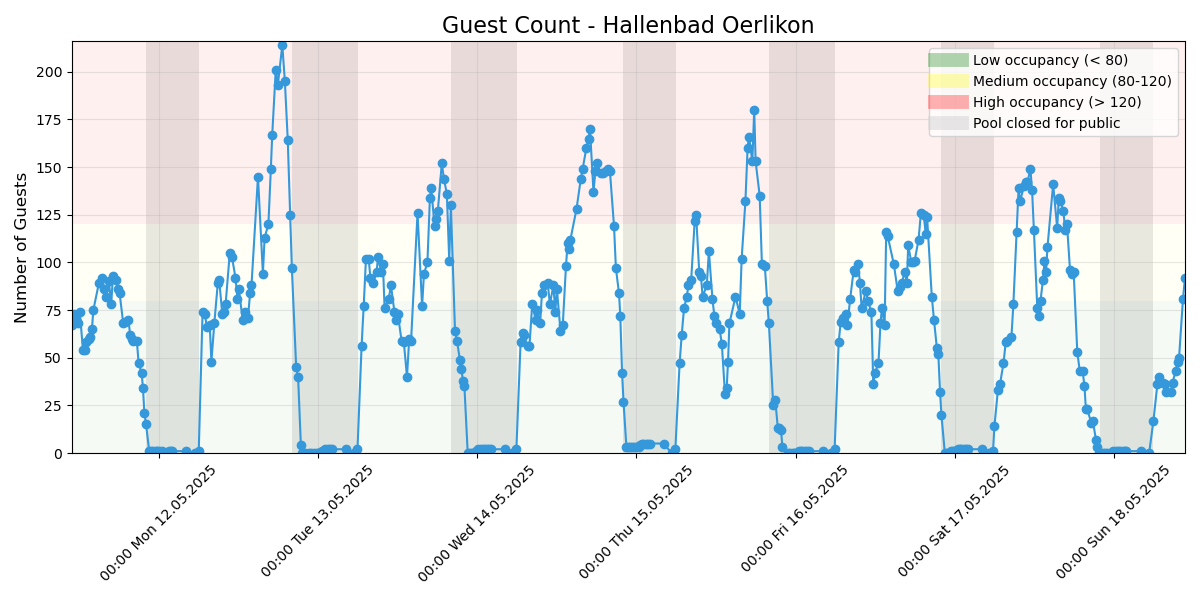 Guest Count - Hallenbad Oerlikon
Low occupancy (< 80)
Medium occupancy (80-120)
High occupancy (> 120)
Pool closed for public
Number of Guests
200
175
150
125
100
75
50
25
0
00:00 Mon 12.05.2025
00:00 Tue 13.05.2025
00:00 Wed 14.05.2025
00:00 Thu 15.05.2025
00:00 Fri 16.05.2025
00:00 Sat 17.05.2025
00:00 Sun 18.05.2025